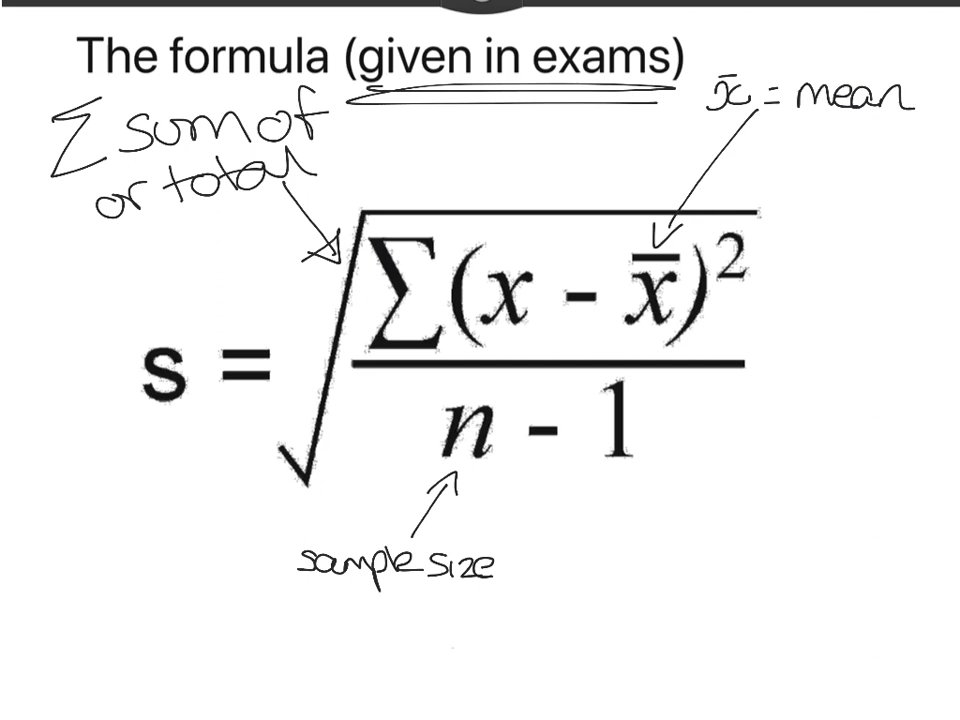 The formula (given in exams)
x̄ = mean
Σ sum of
or total
s = √(Σ(x - x̄)² / (n - 1))
sample size